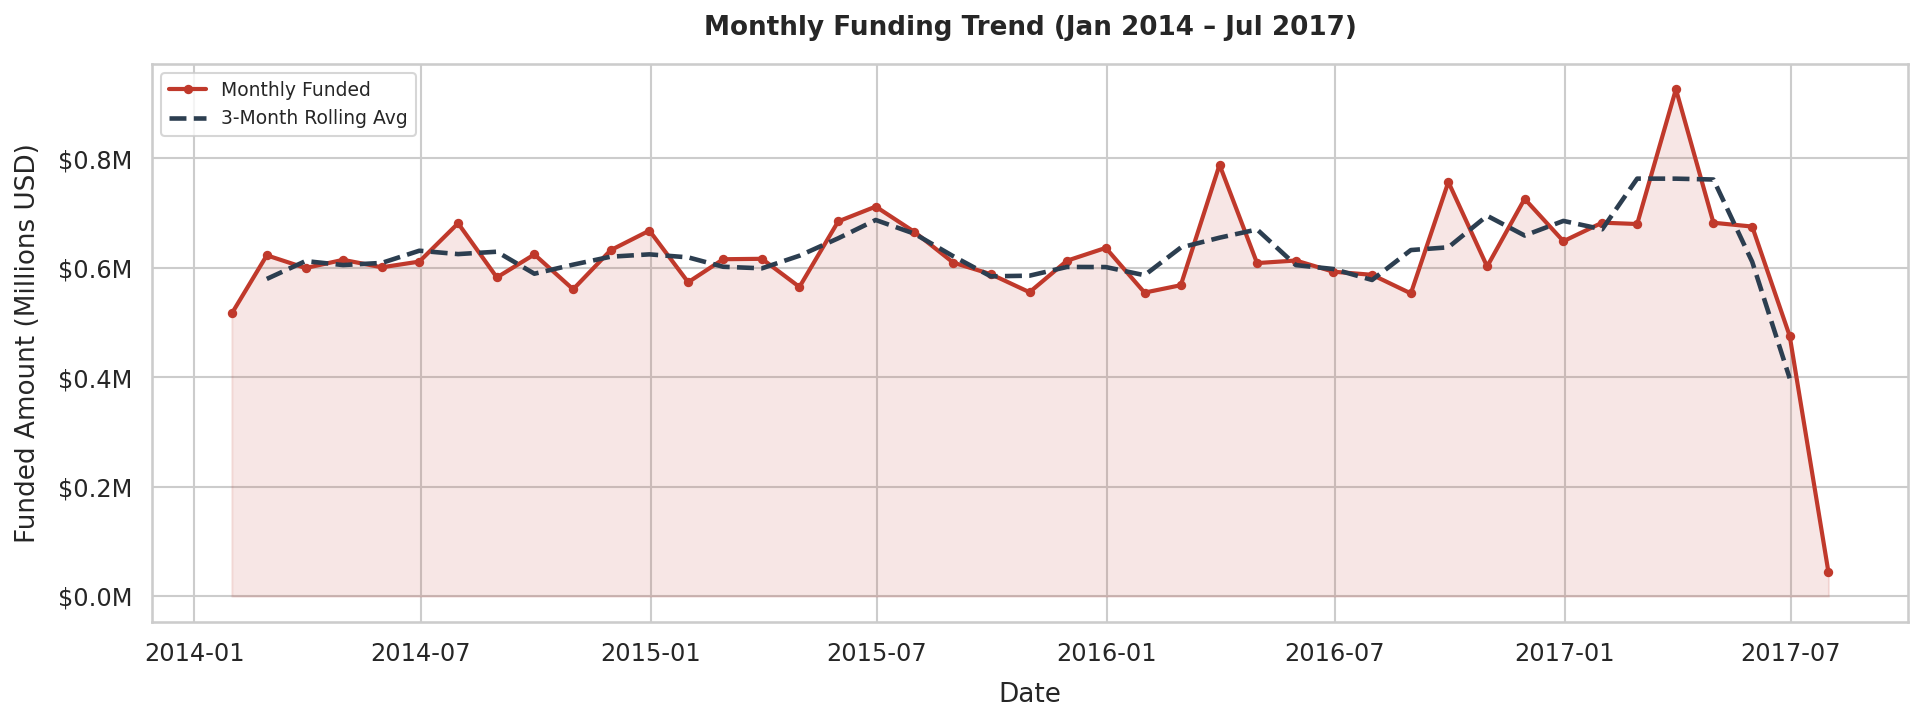 Monthly Funding Trend (Jan 2014 – Jul 2017)
Monthly Funded
3-Month Rolling Avg
Funded Amount (Millions USD)
$0.8M
$0.6M
$0.4M
$0.2M
$0.0M
2014-01 2014-07 2015-01 2015-07 2016-01 2016-07 2017-01 2017-07
Date